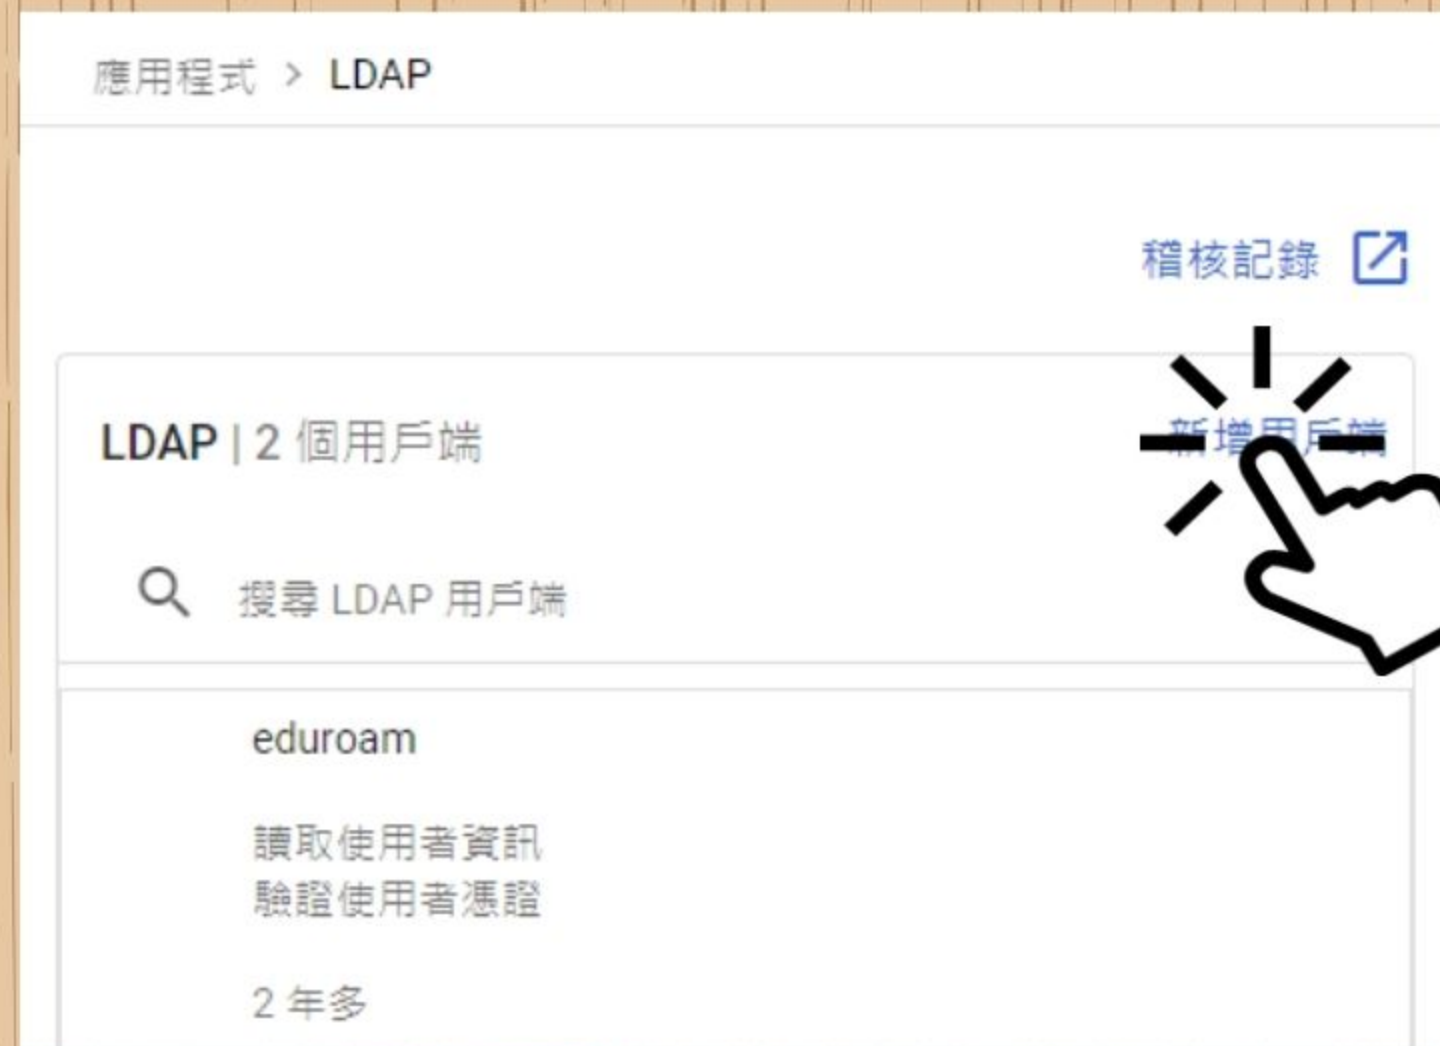 應用程式 > LDAP
稽核記錄
LDAP | 2 個用戶端
新增用戶端
搜尋 LDAP 用戶端
eduroam
讀取使用者資訊
驗證使用者憑證
2 年多